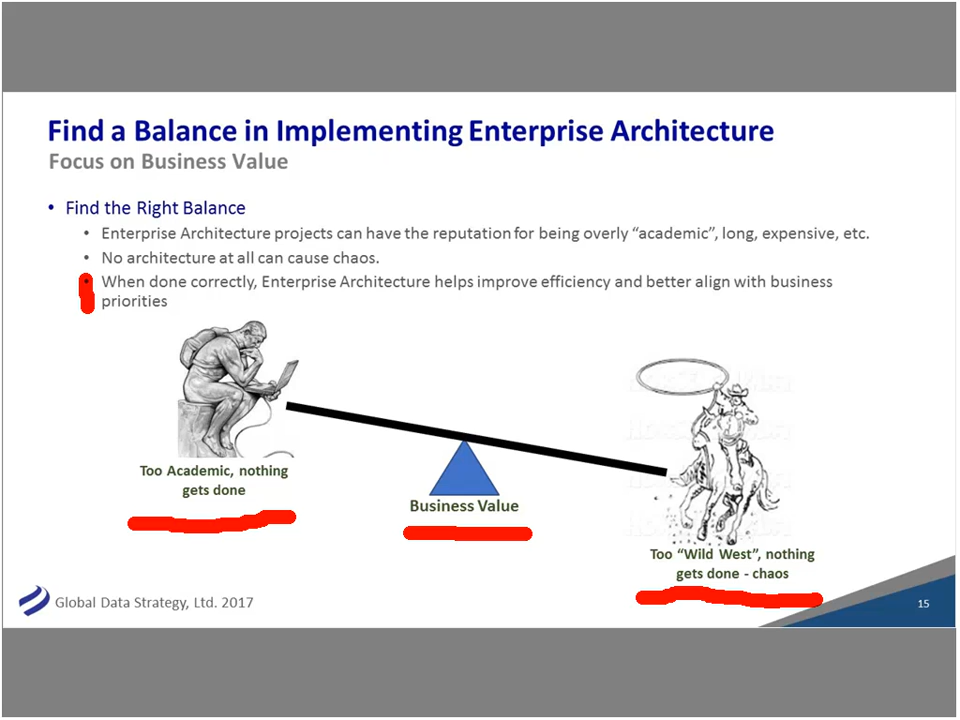 Find a Balance in Implementing Enterprise Architecture
Focus on Business Value
• Find the Right Balance
• Enterprise Architecture projects can have the reputation for being overly “academic”, long, expensive, etc.
• No architecture at all can cause chaos.
• When done correctly, Enterprise Architecture helps improve efficiency and better align with business
priorities
Too Academic, nothing
gets done
Business Value
Too “Wild West”, nothing
gets done - chaos
Global Data Strategy, Ltd. 2017
15